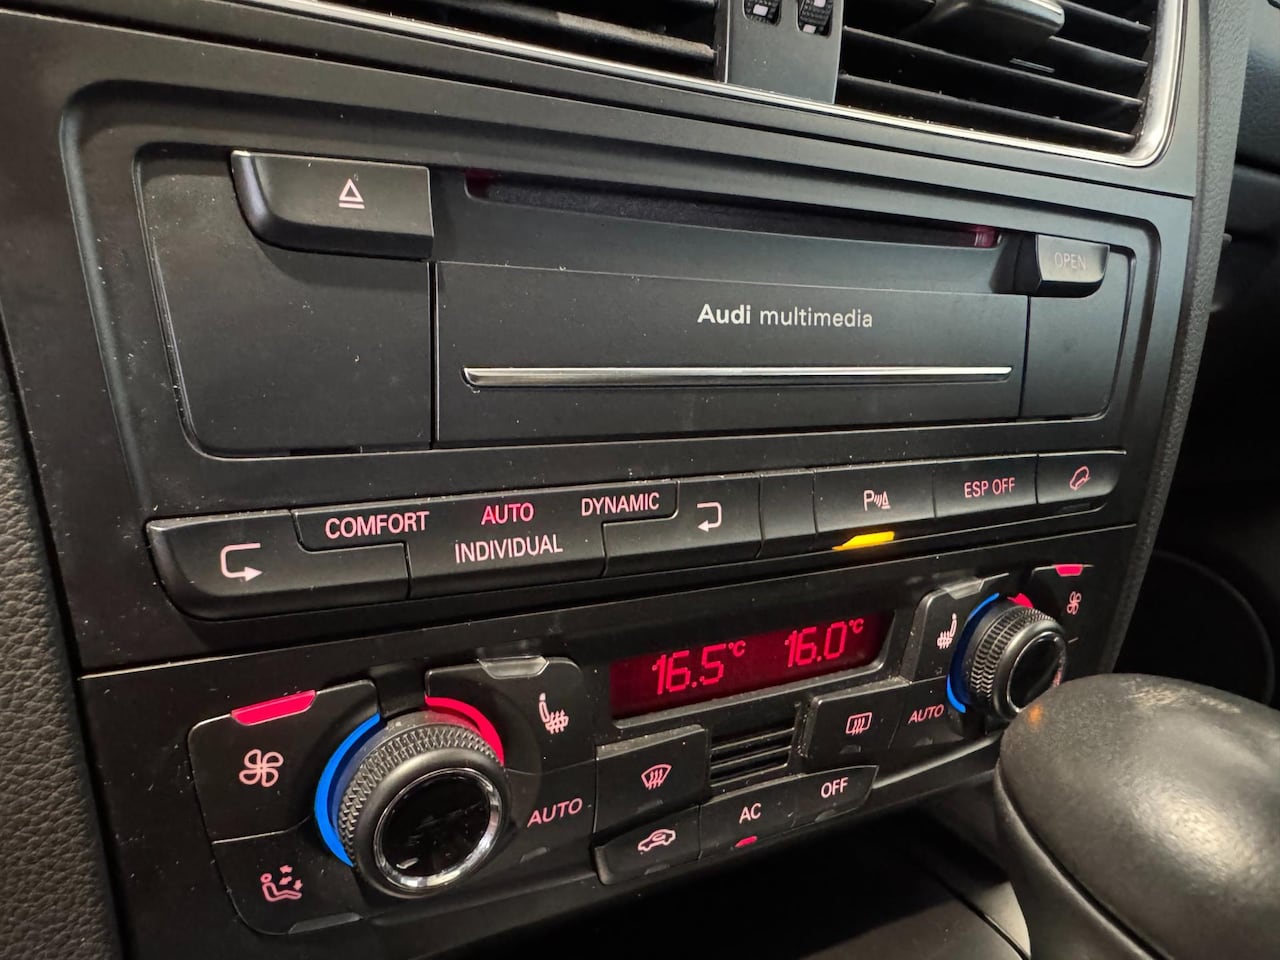 OPEN
Audi multimedia
COMFORT
AUTO
DYNAMIC
INDIVIDUAL
P
ESP OFF
16.5°C
16.0°C
AUTO
AUTO
AC
OFF